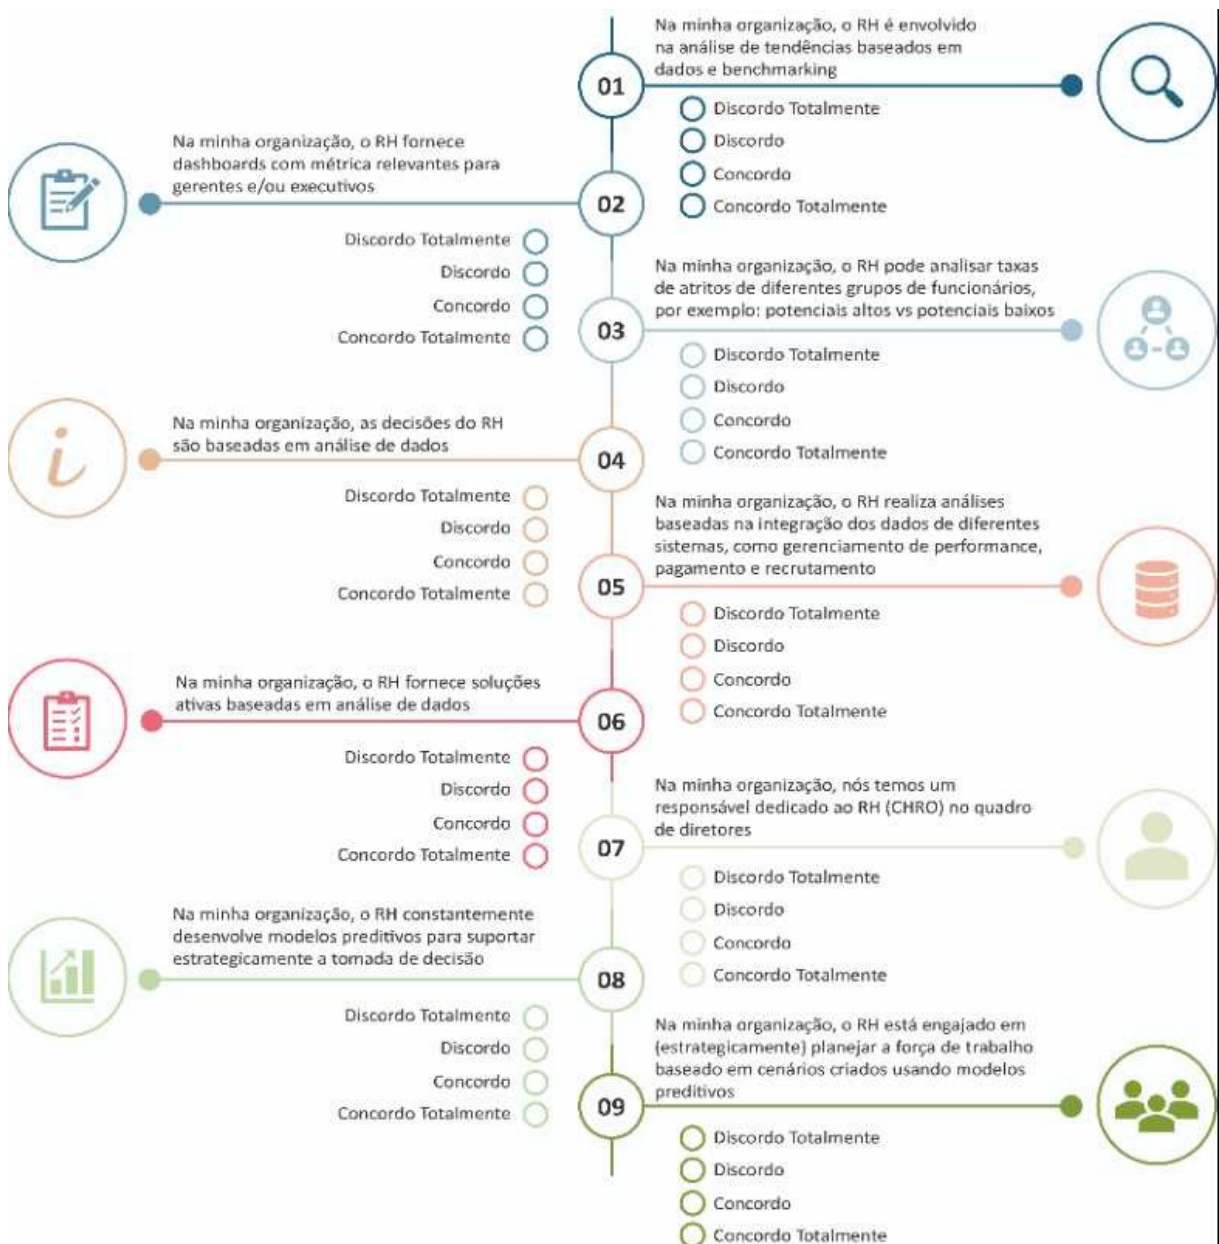 Na minha organização, o RH é envolvido
na análise de tendências baseados em
dados e benchmarking
01
Discordo Totalmente
Discordo
Concordo
Concordo Totalmente
Na minha organização, o RH fornece
dashboards com métrica relevantes para
gerentes e/ou executivos
02
Discordo Totalmente
Discordo
Concordo
Concordo Totalmente
Na minha organização, o RH pode analisar taxas
de atritos de diferentes grupos de funcionários,
por exemplo: potenciais altos vs potenciais baixos
03
Discordo Totalmente
Discordo
Concordo
Concordo Totalmente
Na minha organização, as decisões do RH
são baseadas em análise de dados
04
Discordo Totalmente
Discordo
Concordo
Concordo Totalmente
Na minha organização, o RH realiza análises
baseadas na integração dos dados de diferentes
sistemas, como gerenciamento de performance,
pagamento e recrutamento
05
Discordo Totalmente
Discordo
Concordo
Concordo Totalmente
Na minha organização, o RH fornece soluções
ativas baseadas em análise de dados
06
Discordo Totalmente
Discordo
Concordo
Concordo Totalmente
Na minha organização, nós temos um
responsável dedicado ao RH (CHRO) no quadro
de diretores
07
Discordo Totalmente
Discordo
Concordo
Concordo Totalmente
Na minha organização, o RH constantemente
desenvolve modelos preditivos para suportar
estrategicamente a tomada de decisão
08
Discordo Totalmente
Discordo
Concordo
Concordo Totalmente
Na minha organização, o RH está engajado em
(estrategicamente) planejar a força de trabalho
baseado em cenários criados usando modelos
preditivos
09
Discordo Totalmente
Discordo
Concordo
Concordo Totalmente